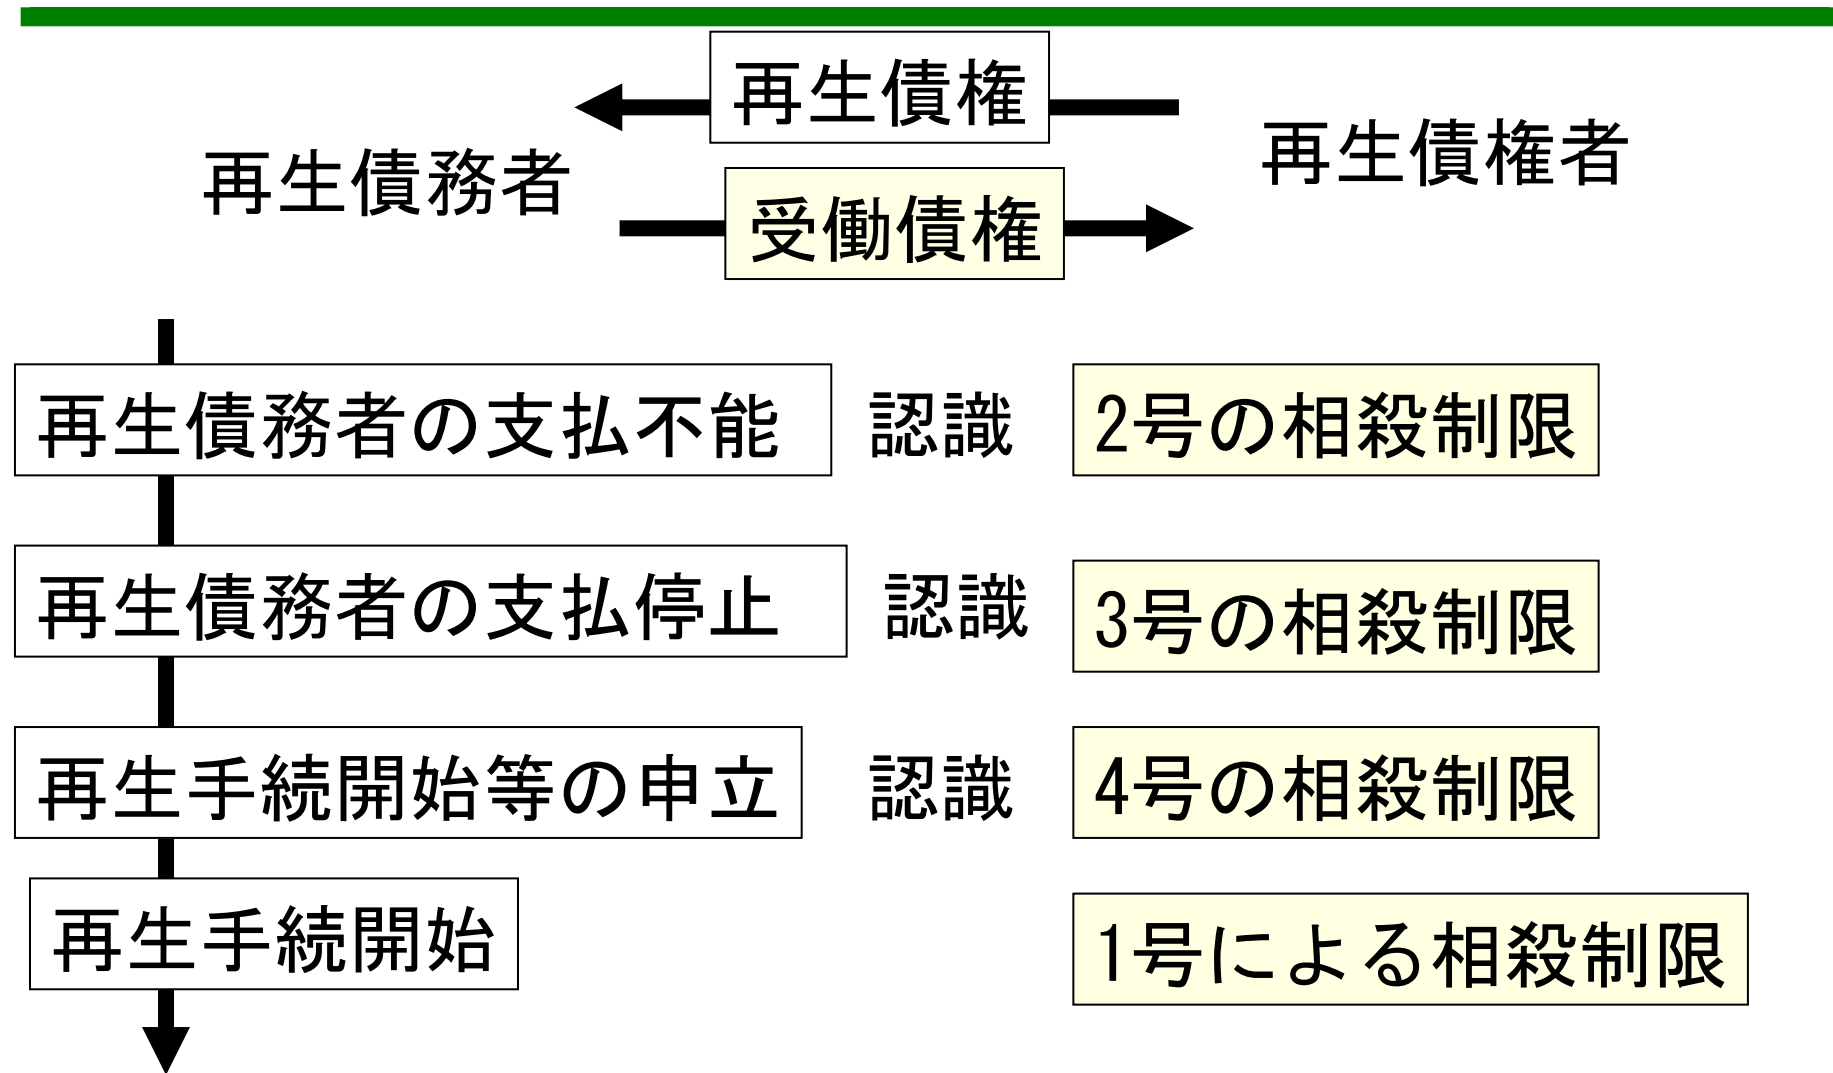 再生債権
再生債権者
再生債務者
受働債権
再生債務者の支払不能 認識 2号の相殺制限
再生債務者の支払停止 認識 3号の相殺制限
再生手続開始等の申立 認識 4号の相殺制限
再生手続開始 1号による相殺制限